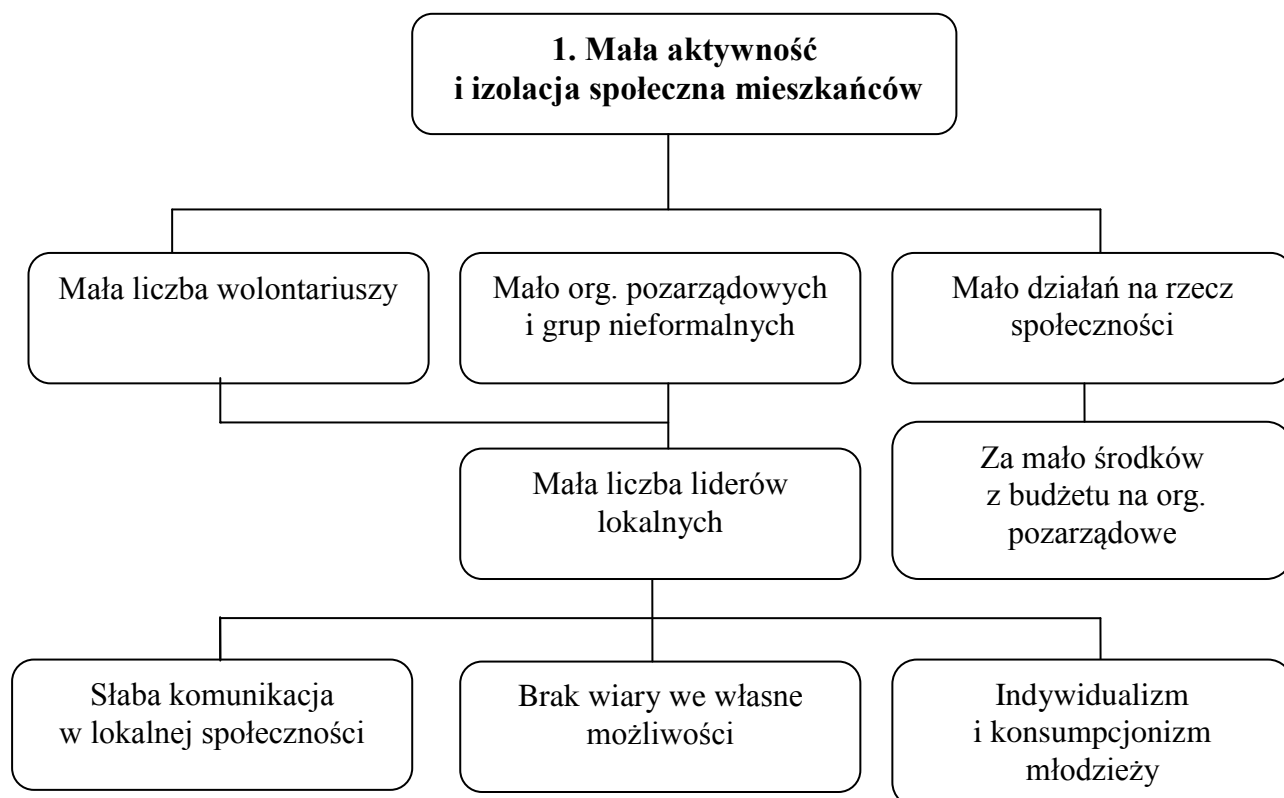 1. Mała aktywność
i izolacja społeczna mieszkańców
Mała liczba wolontariuszy
Mało org. pozarządowych
i grup nieformalnych
Mało działań na rzecz
społeczności
Mała liczba liderów
lokalnych
Za mało środków
z budżetu na org.
pozarządowe
Słaba komunikacja
w lokalnej społeczności
Brak wiary we własne
możliwości
Indywidualizm
i konsumpcjonizm
młodzieży